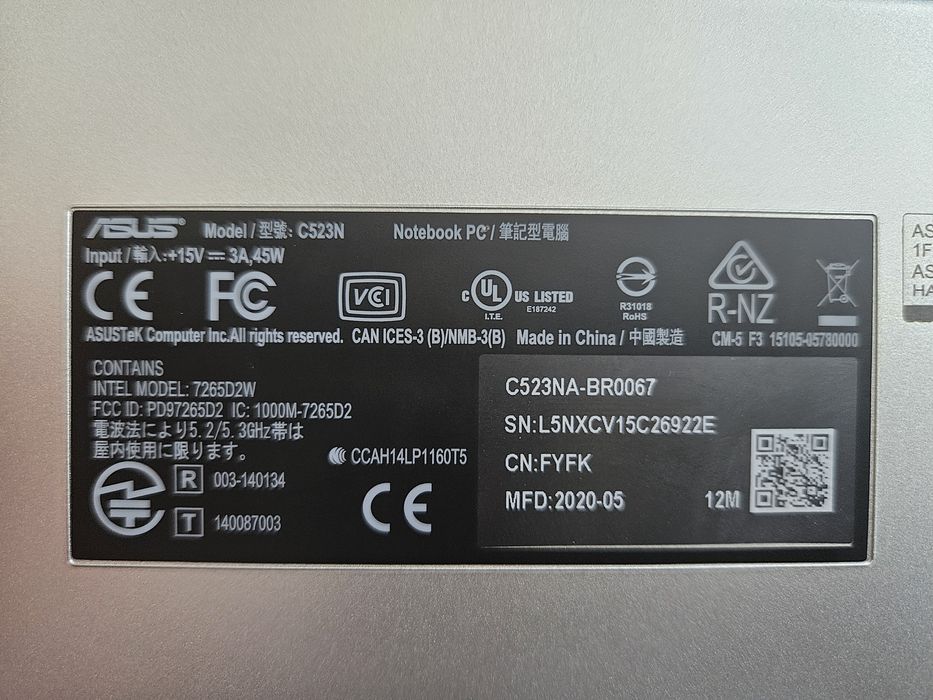 ASUS® Model / 型號: C523N Notebook PC / 筆記型電腦
Input / 輸入:+15V ⎓ 3A,45W
CE FC VCI C UL US LISTED
I.T.E. E187242
R31018
RoHS
R-NZ
ASUSTeK Computer Inc.All rights reserved. CAN ICES-3 (B)/NMB-3(B) Made in China / 中國製造 CM-5 F3 15105-05780000
CONTAINS
INTEL MODEL: 7265D2W
FCC ID: PD97265D2 IC: 1000M-7265D2
電波法により5.2/5.3GHz帯は
屋内使用に限ります。
R 003-140134
T 140087003
CCAH14LP1160T5
CE
C523NA-BR0067
SN:L5NXCV15C26922E
CN:FYFK
MFD:2020-05 12M
AS
1F
AS
HA